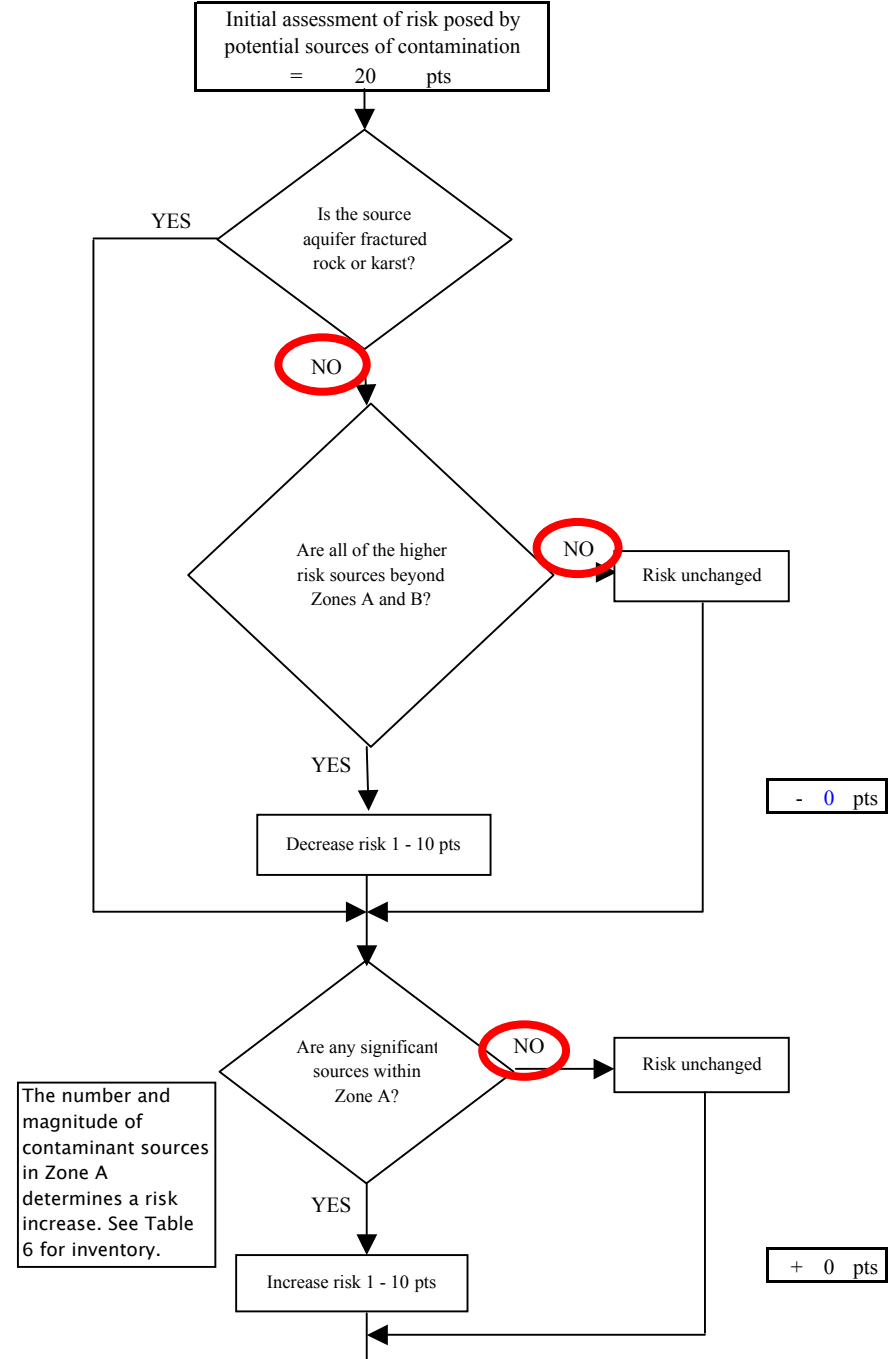 Initial assessment of risk posed by
potential sources of contamination
= 20 pts
YES
Is the source
aquifer fractured
rock or karst?
NO
Are all of the higher
risk sources beyond
Zones A and B?
NO
Risk unchanged
YES
- 0 pts
Decrease risk 1 - 10 pts
Are any significant
sources within
Zone A?
NO
Risk unchanged
The number and
magnitude of
contaminant sources
in Zone A
determines a risk
increase. See Table
6 for inventory.
YES
+ 0 pts
Increase risk 1 - 10 pts